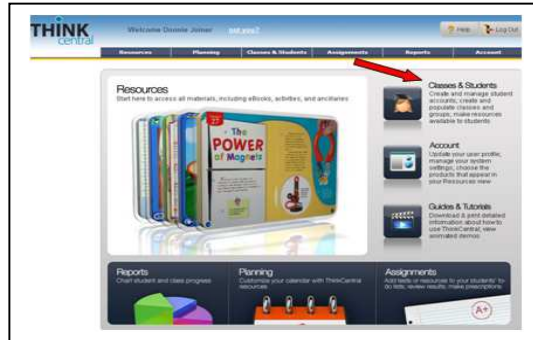 THINK
central
Welcome Onnie Joiner not you?
Help Log Out
Resources Planning Classes & Students Assignments Reports Account
Resources
Start here to access all materials, including eBooks, activities, and ancillaries
The
POWER
of Magnets
Classes & Students
Create and manage student
accounts, create and
populate classes and
groups, make resources
available to students
Account
Update your user profile,
manage your system
settings, choose the
products that appear in
your Resources view
Guides & Tutorials
Download & print detailed
information about how to
use ThinkCentral, view
animated demos
Reports
Chart student and class progress
Planning
Customize your calendar with ThinkCentral
resources
Assignments
Add tests or resources to your students' to-
do lists, review results, make prescriptions
A+